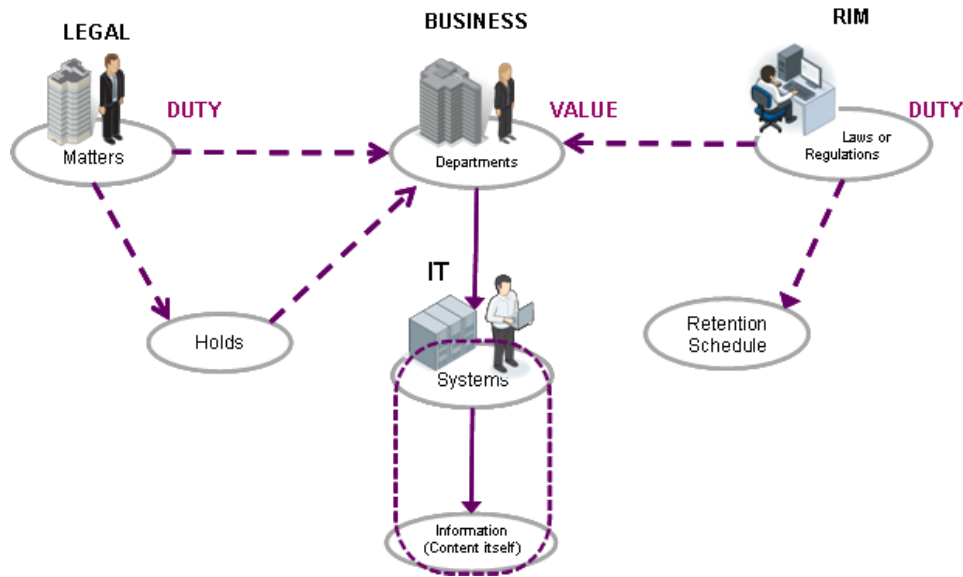 LEGAL
BUSINESS
RIM
DUTY
VALUE
DUTY
Matters
Departments
Laws or
Regulations
IT
Holds
Retention
Schedule
Systems
Information
(Content itself)